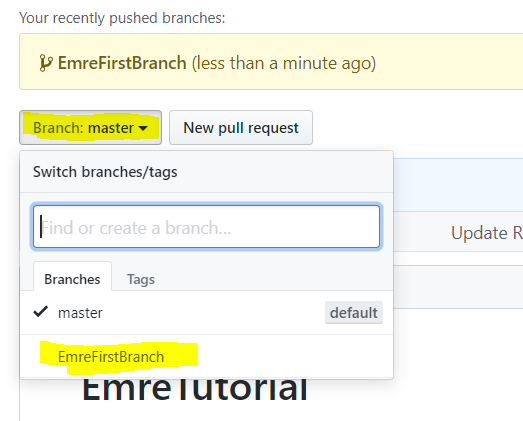 Your recently pushed branches:
EmreFirstBranch (less than a minute ago)
Branch: master
New pull request
Switch branches/tags
Find or create a branch...
Update R
Branches
Tags
master
default
EmreFirstBranch
EmreTutorial